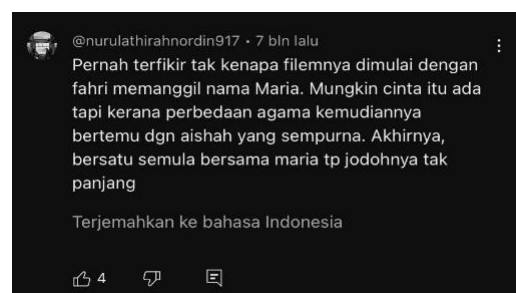 @nurulathirahnordin917 • 7 bln lalu
Pernah terfikir tak kenapa filemnya dimulai dengan
fahri memanggil nama Maria. Mungkin cinta itu ada
tapi kerana perbedaan agama kemudiannya
bertemu dgn aishah yang sempurna. Akhirnya,
bersatu semula bersama maria tp jodohnya tak
panjang
Terjemahkan ke bahasa Indonesia
4